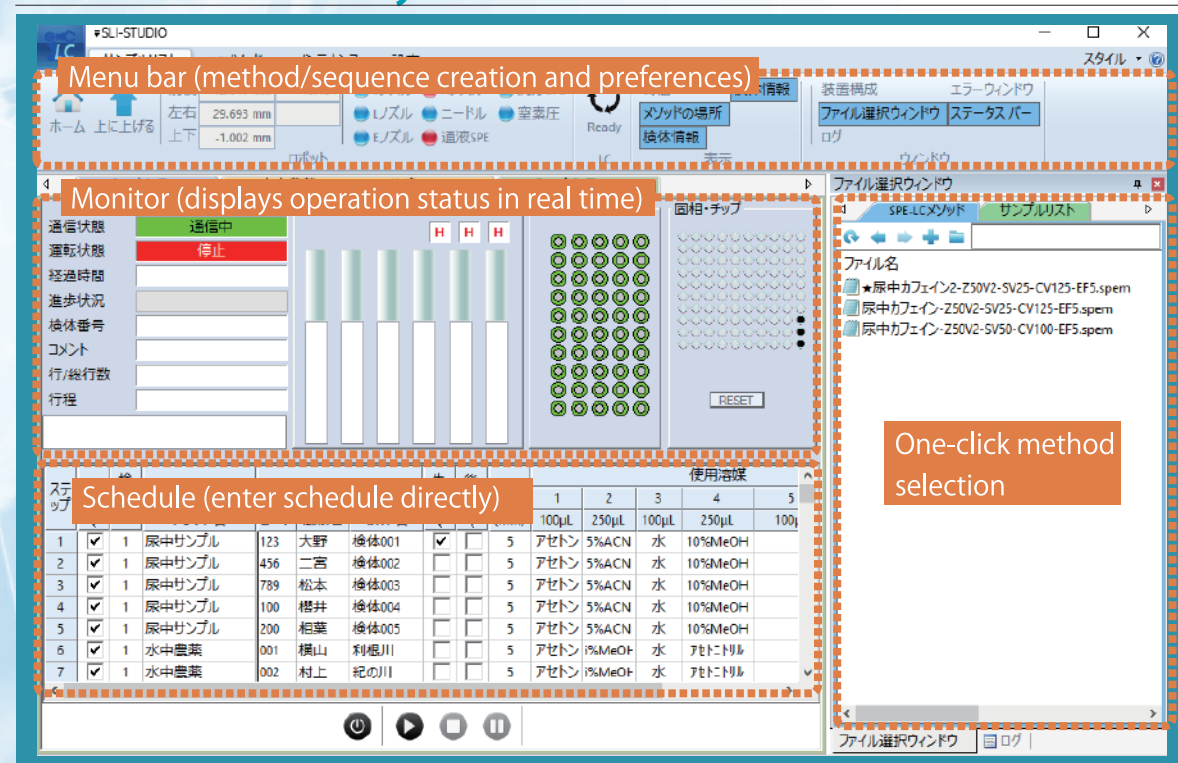 SLI-STUDIO
LC
スタイル
Menu bar (method/sequence creation and preferences)
ホーム 上に上げる
左右 29.693 mm
上下 -1.002 mm
Lノズル ニードル 窒素圧
Eノズル 通液SPE
ロボット
Ready
LC
メソッドの場所
検体情報
表示
装置構成 エラーウィンドウ
ファイル選択ウィンドウ ステータス バー
ログ
ウィンドウ
Monitor (displays operation status in real time)
通信状態 通信中
運転状態 停止
経過時間
進歩状況
検体番号
コメント
行/総行数
行程
H H H
固相・チップ
RESET
ファイル選択ウィンドウ
SPE-LCメソッド サンプルリスト
ファイル名
★尿中カフェイン2-Z50V2-SV25-CV125-EF5.spem
尿中カフェイン-Z50V2-SV25-CV125-EF5.spem
尿中カフェイン-Z50V2-SV50-CV100-EF5.spem
One-click method
selection
Schedule (enter schedule directly)
ステップ 使用溶媒
1 2 3 4 5
100µL 250µL 100µL 250µL 100µ
1 1 尿中サンプル 123 大野 検体001 5 アセトン 5%ACN 水 10%MeOH
2 1 尿中サンプル 456 二宮 検体002 5 アセトン 5%ACN 水 10%MeOH
3 1 尿中サンプル 789 松本 検体003 5 アセトン 5%ACN 水 10%MeOH
4 1 尿中サンプル 100 櫻井 検体004 5 アセトン 5%ACN 水 10%MeOH
5 1 尿中サンプル 200 相葉 検体005 5 アセトン 5%ACN 水 10%MeOH
6 1 水中農薬 001 横山 利根川 5 アセトン 水 アセトニトリル
7 1 水中農薬 002 村上 紀の川 5 アセトン 水 アセトニトリル
ファイル選択ウィンドウ ログ